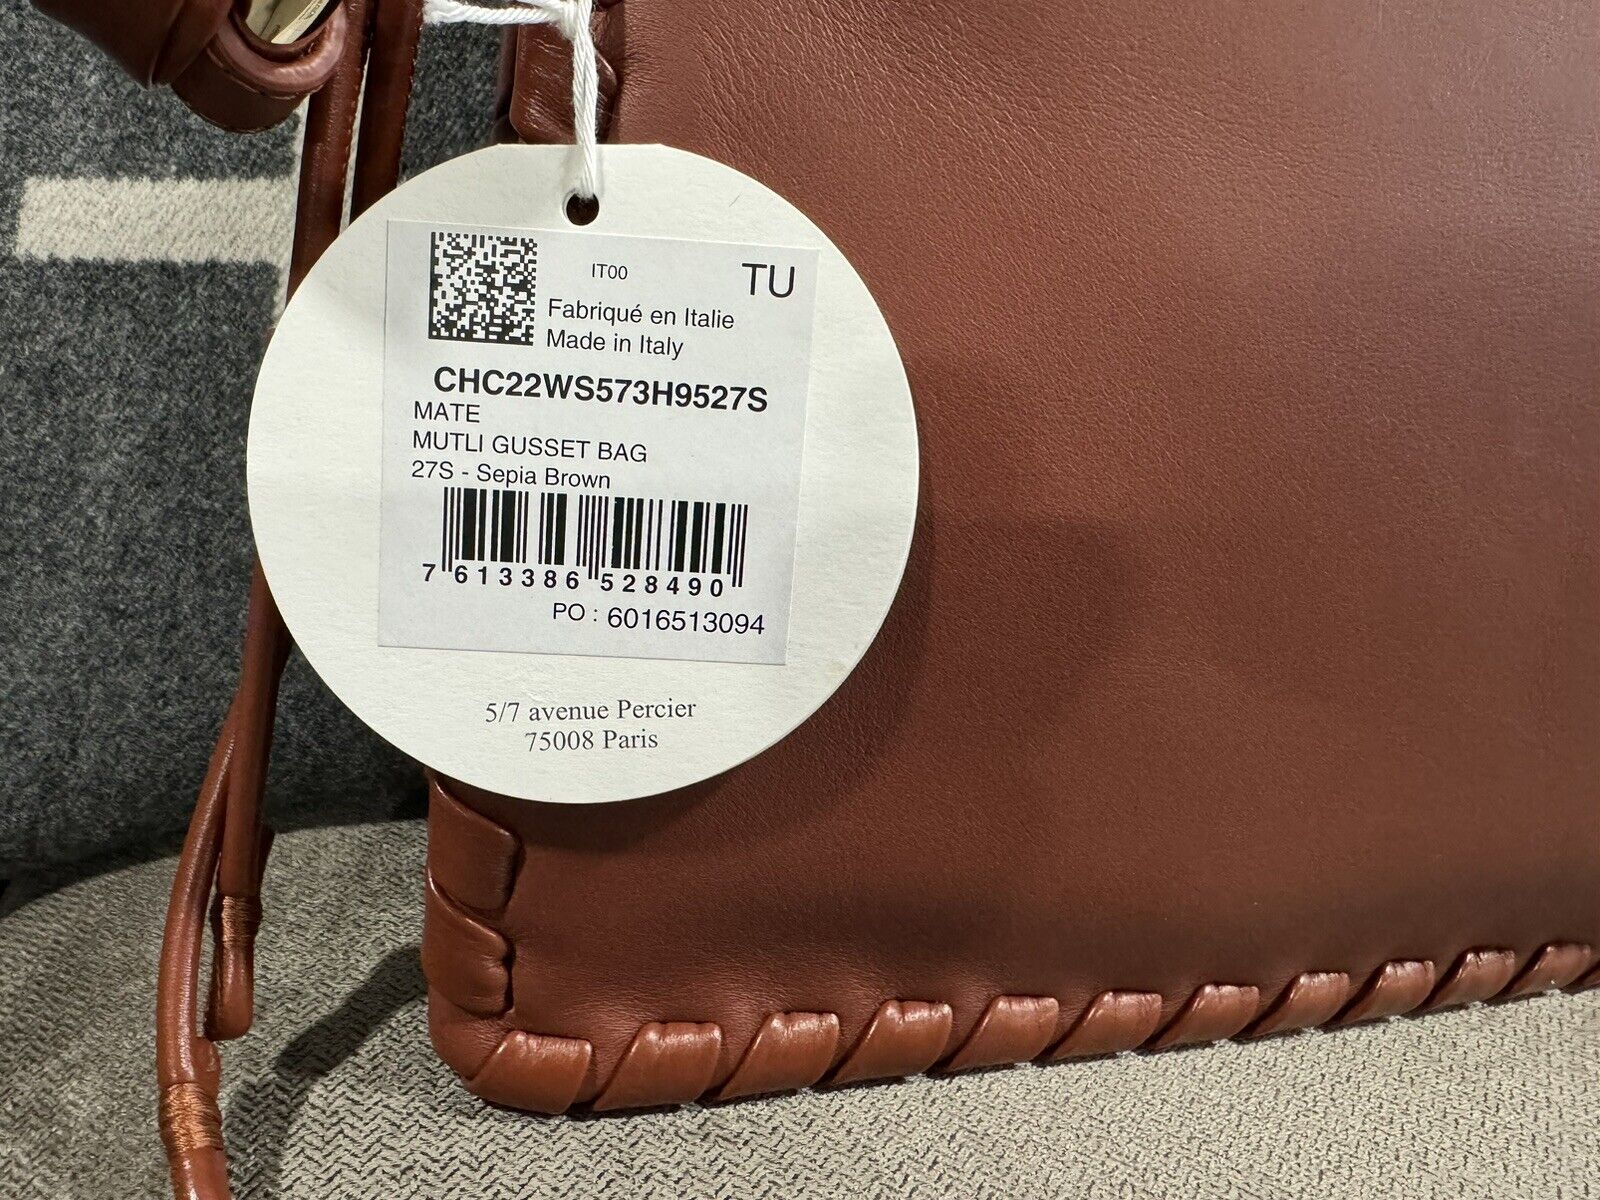 IT00
TU
Fabriqué en Italie
Made in Italy
CHC22WS573H9527S
MATE
MUTLI GUSSET BAG
27S - Sepia Brown
7 613386 528490
PO : 6016513094
5/7 avenue Percier
75008 Paris